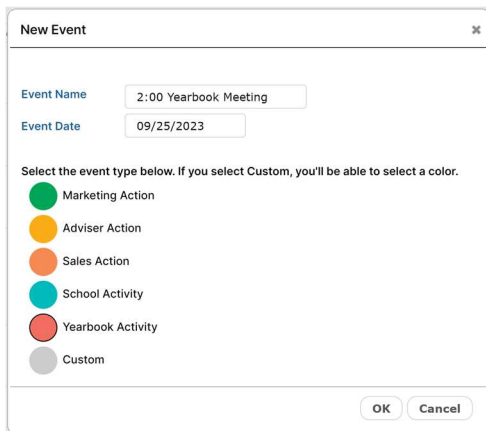 New Event
Event Name
2:00 Yearbook Meeting
Event Date
09/25/2023
Select the event type below. If you select Custom, you'll be able to select a color.
Marketing Action
Adviser Action
Sales Action
School Activity
Yearbook Activity
Custom
OK Cancel